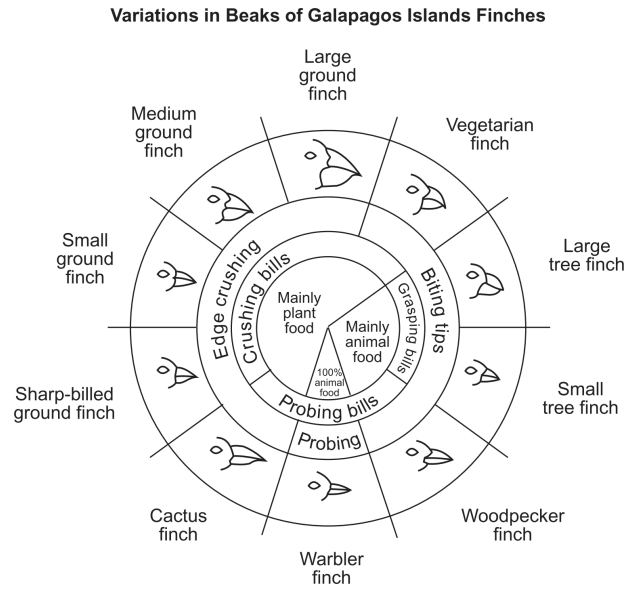 Variations in Beaks of Galapagos Islands Finches
Large
ground
finch
Vegetarian
finch
Large
tree finch
Small
tree finch
Woodpecker
finch
Warbler
finch
Cactus
finch
Sharp-billed
ground finch
Small
ground
finch
Medium
ground
finch
Edge crushing
Biting tips
Probing
Crushing bills
Grasping bills
Probing bills
Mainly
plant
food
Mainly
animal
food
100%
animal
food